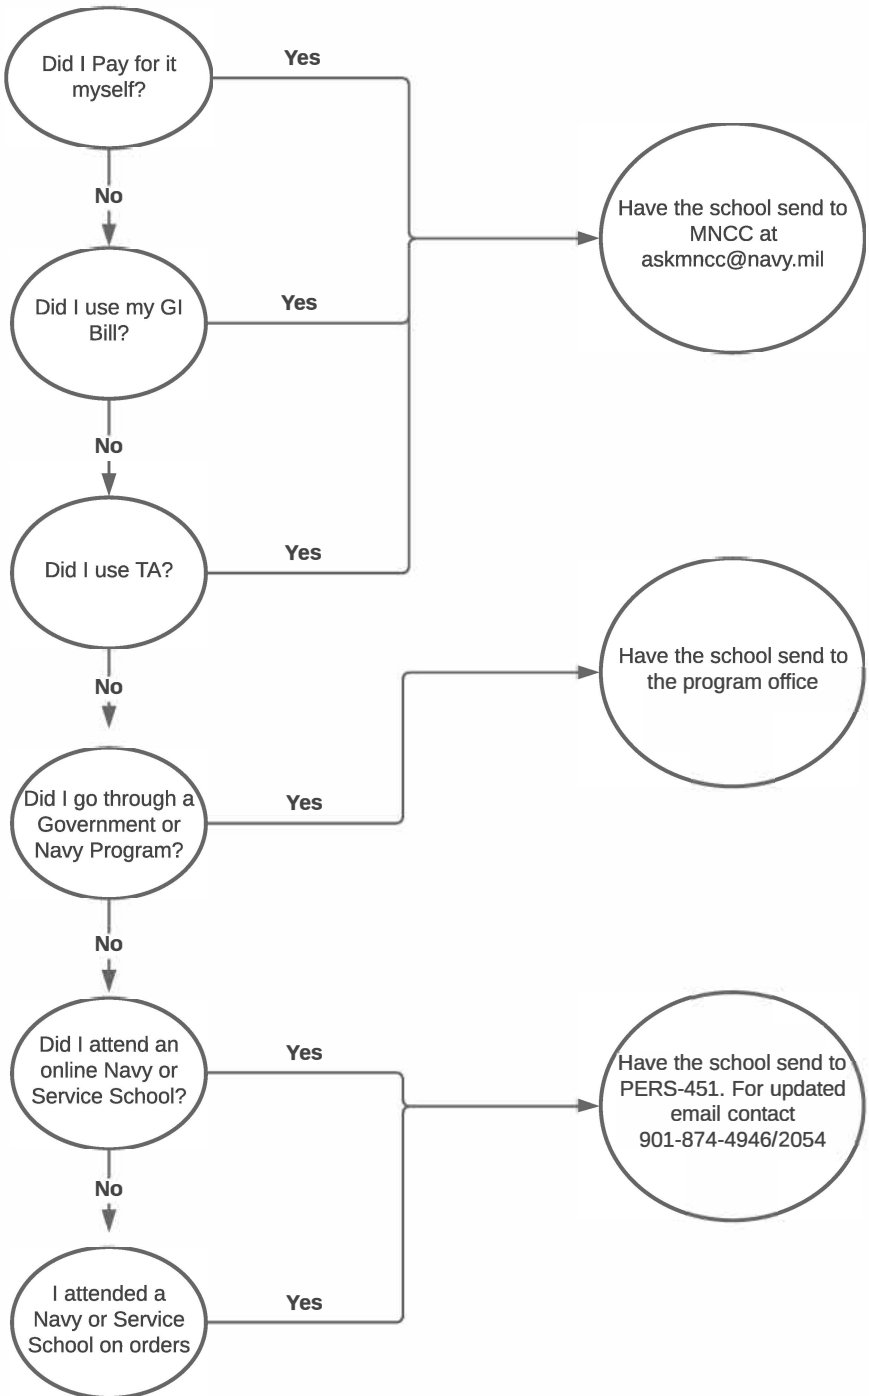 Did I Pay for it
myself?
Yes
No
Have the school send to
MNCC at
askmncc@navy.mil
Did I use my GI
Bill?
Yes
No
Did I use TA?
Yes
No
Have the school send to
the program office
Did I go through a
Government or
Navy Program?
Yes
No
Did I attend an
online Navy or
Service School?
Yes
No
Have the school send to
PERS-451. For updated
email contact
901-874-4946/2054
I attended a
Navy or Service
School on orders
Yes